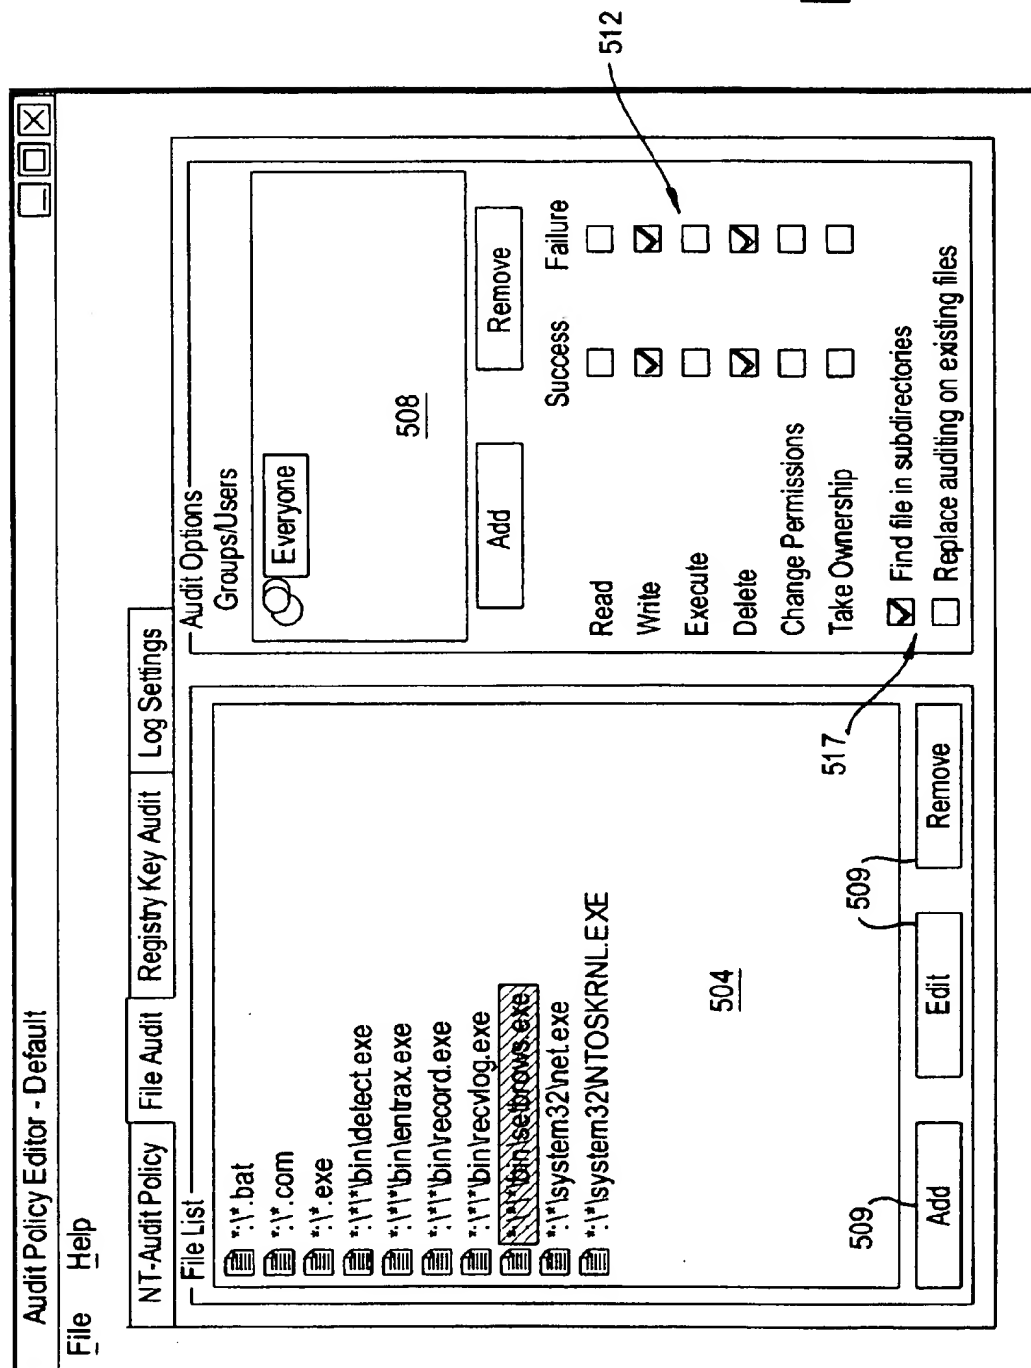 Audit Policy Editor - Default
File Help
NT-Audit Policy File Audit Registry Key Audit Log Settings
File List
*:\*.bat
*:\*.com
*:\*.exe
*:\*\*\bin\detect.exe
*:\*\*\bin\entrax.exe
*:\*\*\bin\record.exe
*:\*\*\bin\recvlog.exe
*:\*\*\bin\setbrows.exe
*:\*\system32\net.exe
*:\*\system32\NTOSKRNL.EXE
504
509
509
Add Edit Remove
Audit Options
Groups/Users
Everyone
508
Add Remove
Success Failure
512
Read
Write
Execute
Delete
Change Permissions
Take Ownership
517
Find file in subdirectories
Replace auditing on existing files